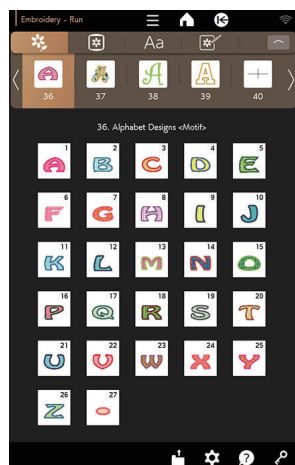 Embroidery - Run
Aa
A A A A
36 37 38 39 40
36. Alphabet Designs <Motif>
1 2 3 4 5
A B C D E
6 7 8 9 10
F G H I J
11 12 13 14 15
K L M N O
16 17 18 19 20
P Q R S T
21 22 23 24 25
U V W X Y
26 27
Z -